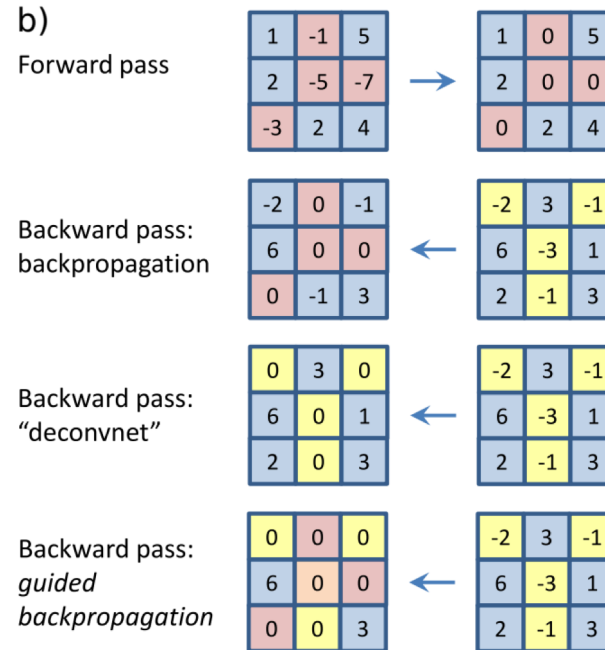 b)
Forward pass
1 -1 5 1 0 5
2 -5 -7 2 0 0
-3 2 4 0 2 4
Backward pass:
backpropagation
-2 0 -1 -2 3 -1
6 0 0 6 -3 1
0 -1 3 2 -1 3
Backward pass:
“deconvnet”
0 3 0 -2 3 -1
6 0 1 6 -3 1
2 0 3 2 -1 3
Backward pass:
guided
backpropagation
0 0 0 -2 3 -1
6 0 0 6 -3 1
0 0 3 2 -1 3